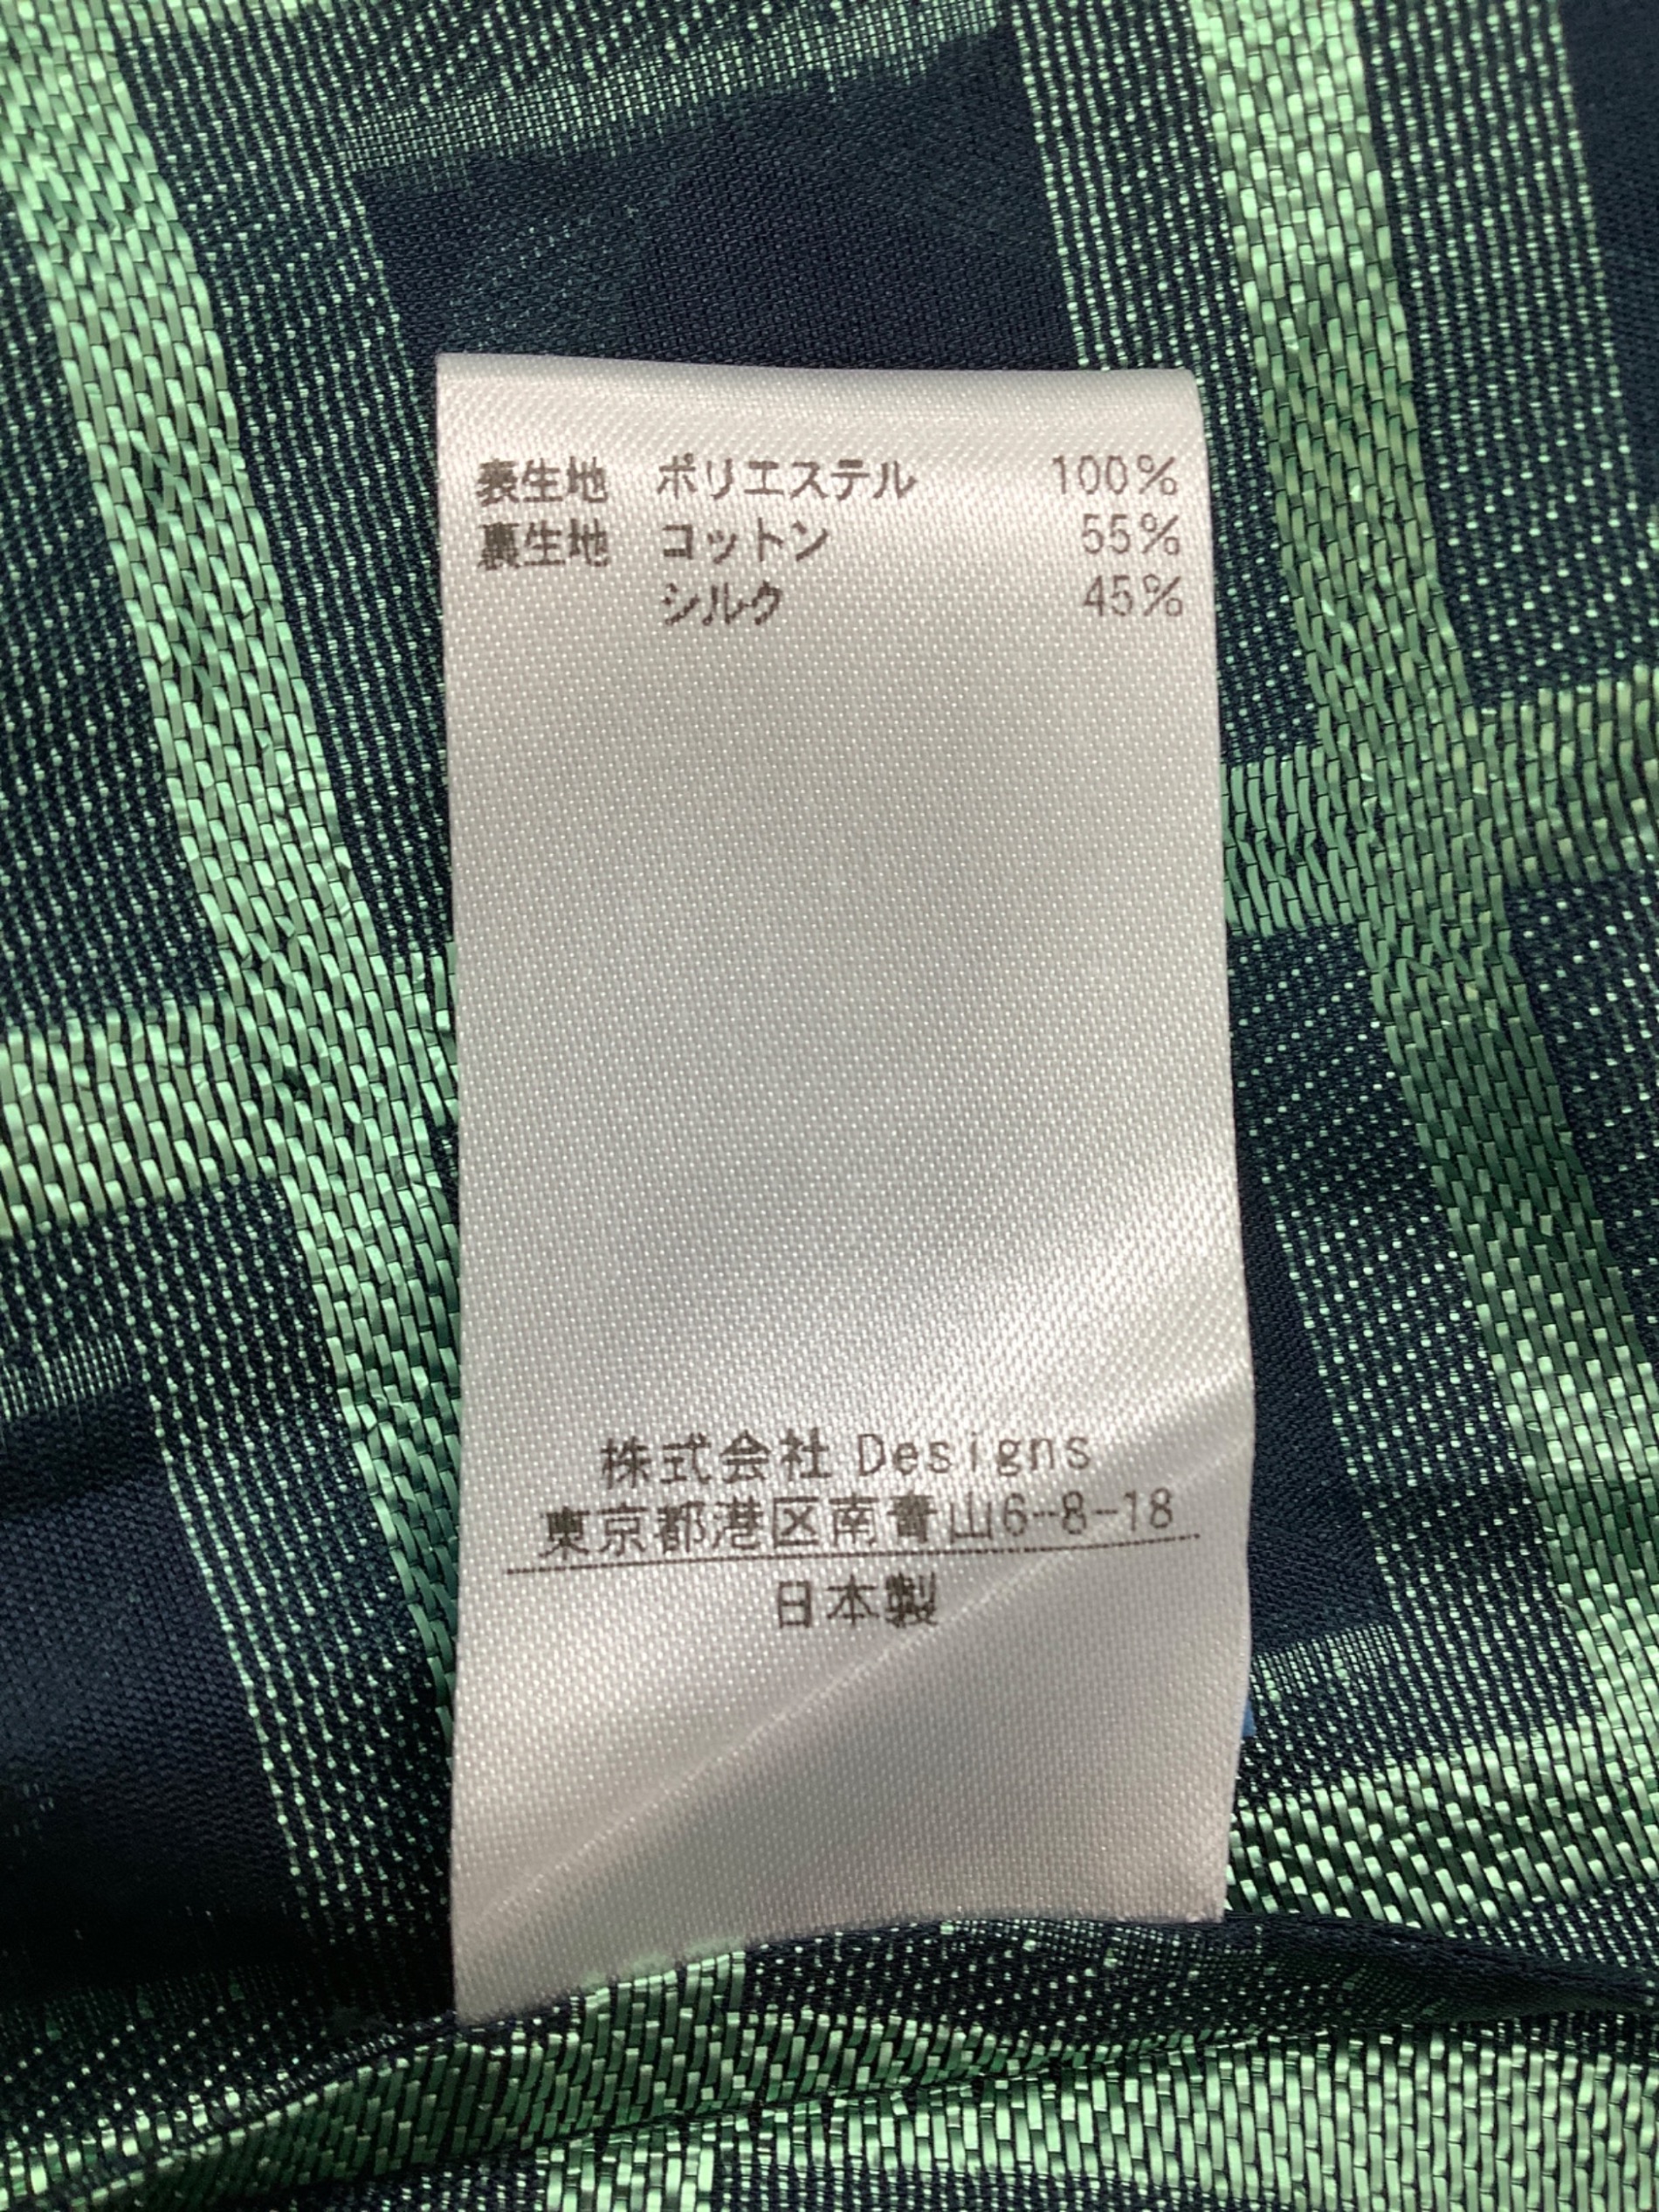 表生地 ポリエステル 100%
裏生地 コットン 55%
シルク 45%
株式会社 Designs
東京都港区南青山6-8-18
日本製